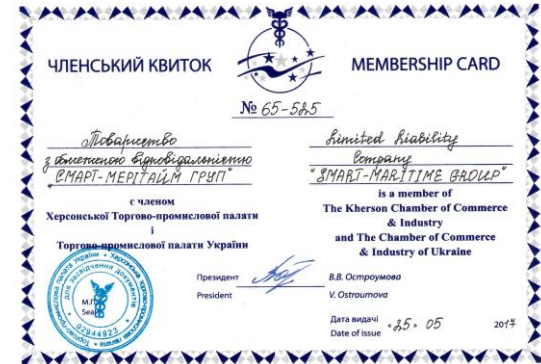 ЧЛЕНСЬКИЙ КВИТОК
MEMBERSHIP CARD
№ 65-525
Товариство
з обмеженою відповідальністю
"СМАРТ-МЕРІТАЙМ ГРУП"
є членом
Херсонської Торгово-промислової палати
і
Торгово-промислової палати України
Limited Liability
Company
"SMART-MARITIME GROUP"
is a member of
The Kherson Chamber of Commerce
& Industry
and The Chamber of Commerce
& Industry of Ukraine
Президент
President
В.В. Остроумова
V. Ostroumova
Дата видачі
Date of issue
«25» 05 2017
М.П.
Seal
для засвідчення документів
02944923